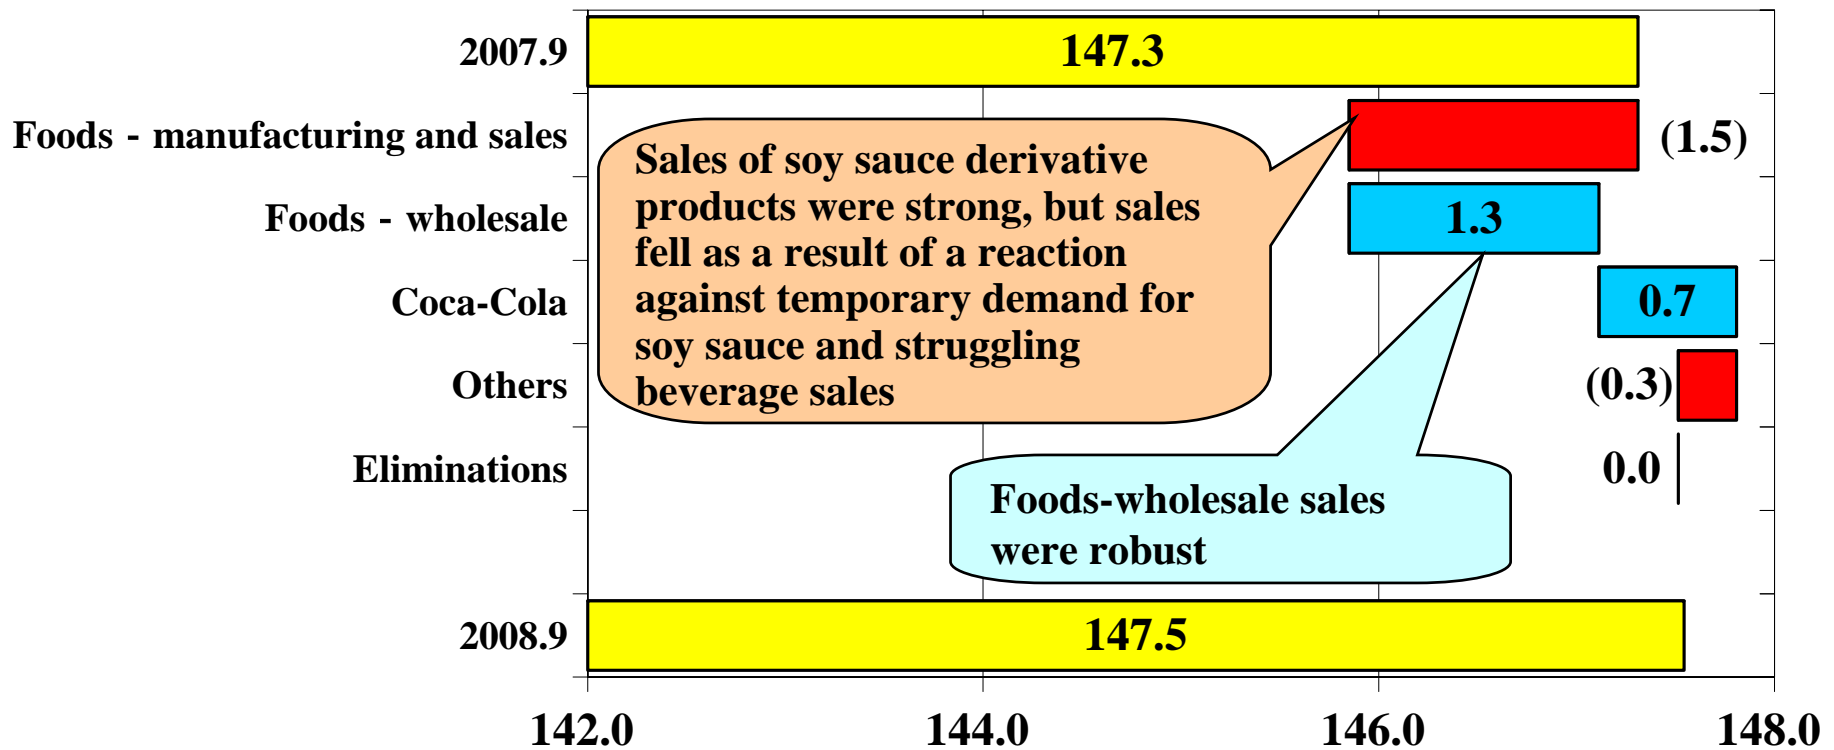 2007.9
147.3
Foods - manufacturing and sales
(1.5)
Sales of soy sauce derivative
products were strong, but sales
fell as a result of a reaction
against temporary demand for
soy sauce and struggling
beverage sales
Foods - wholesale
1.3
Coca-Cola
0.7
Others
(0.3)
Eliminations
0.0
Foods-wholesale sales
were robust
2008.9
147.5
142.0 144.0 146.0 148.0